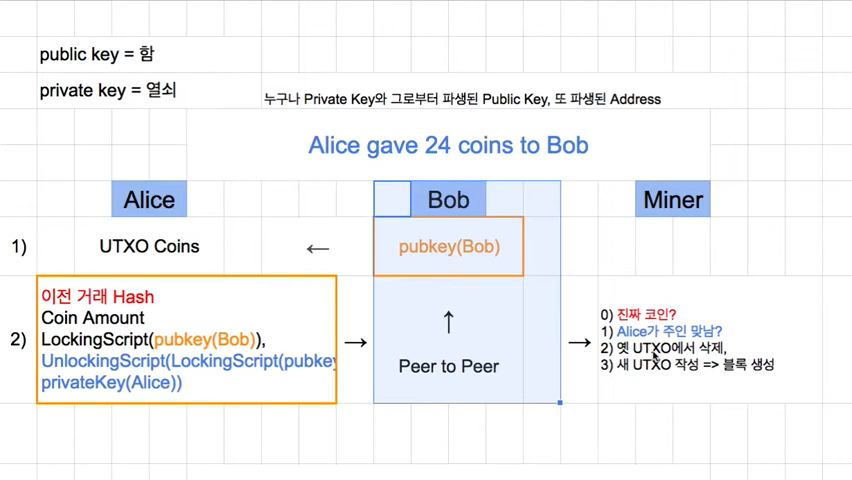 public key = 함
private key = 열쇠
누구나 Private Key와 그로부터 파생된 Public Key, 또 파생된 Address
Alice gave 24 coins to Bob
Alice
Bob
Miner
1)
UTXO Coins
←
pubkey(Bob)
2)
이전 거래 Hash
Coin Amount
LockingScript(pubkey(Bob)),
UnlockingScript(LockingScript(pubkey
privateKey(Alice))
→
↑
Peer to Peer
→
0) 진짜 코인?
1) Alice가 주인 맞남?
2) 옛 UTXO에서 삭제,
3) 새 UTXO 작성 => 블록 생성